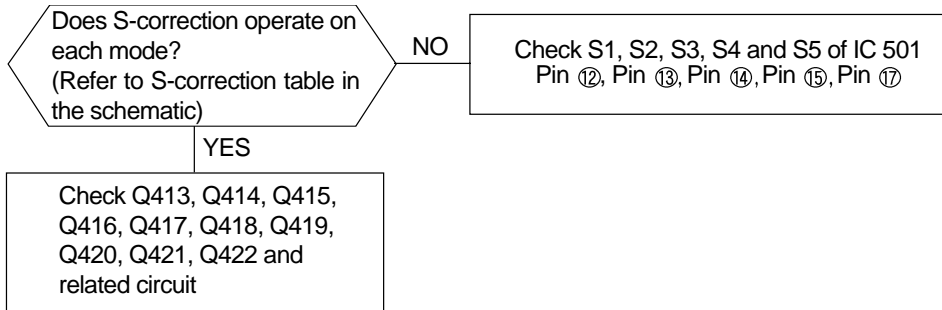 Does S-correction operate on
each mode?
(Refer to S-correction table in
the schematic)
NO
Check S1, S2, S3, S4 and S5 of IC 501
Pin ⑫, Pin ⑬, Pin ⑭, Pin ⑮, Pin ⑰
YES
Check Q413, Q414, Q415,
Q416, Q417, Q418, Q419,
Q420, Q421, Q422 and
related circuit